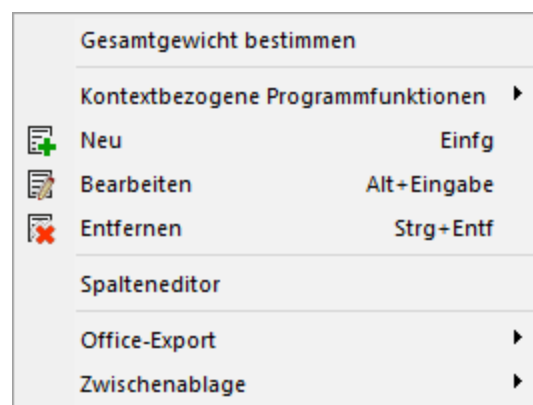 Gesamtgewicht bestimmen
Kontextbezogene Programmfunktionen
Neu Einfg
Bearbeiten Alt+Eingabe
Entfernen Strg+Entf
Spalteneditor
Office-Export
Zwischenablage